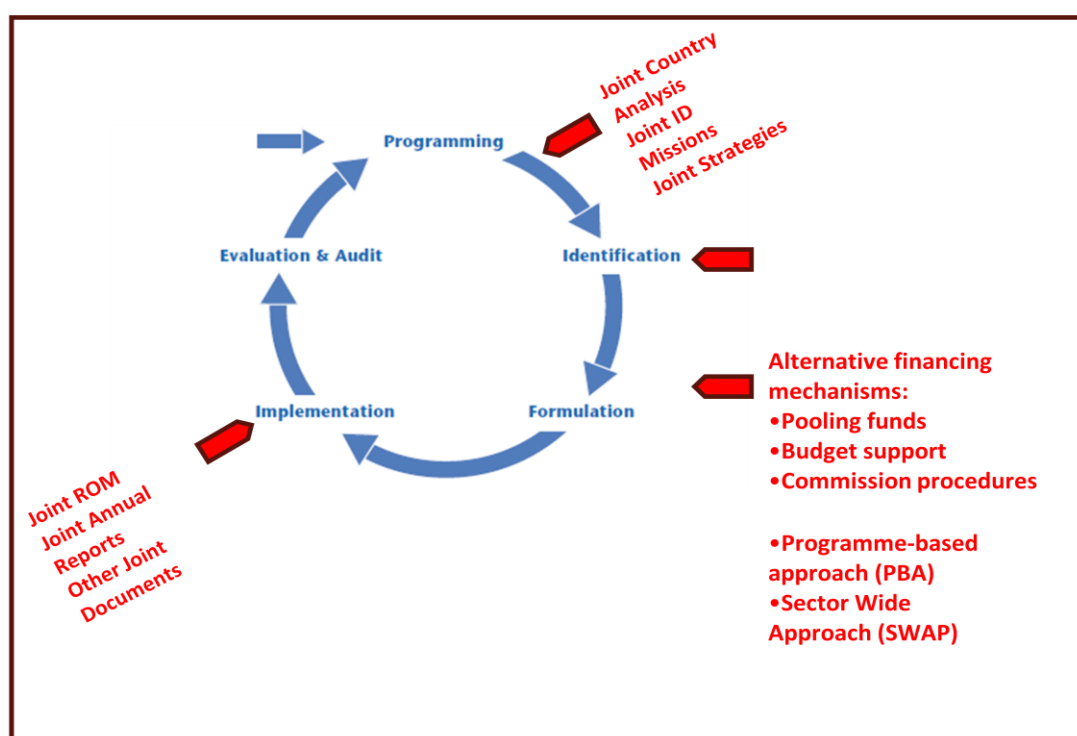 Joint Country
Analysis
Joint ID
Missions
Joint Strategies
Programming
Evaluation & Audit
Identification
Alternative financing
mechanisms:
•Pooling funds
•Budget support
•Commission procedures
•Programme-based
approach (PBA)
•Sector Wide
Approach (SWAP)
Implementation
Formulation
Joint ROM
Joint Annual
Reports
Other Joint
Documents